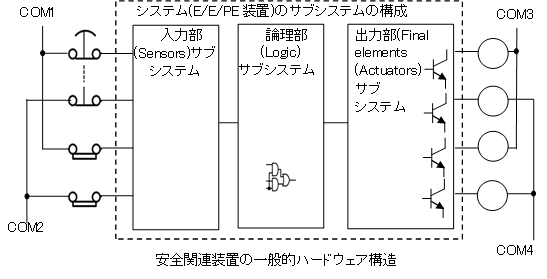 COM1
システム(E/E/PE装置)のサブシステムの構成
COM3
入力部
(Sensors)サブ
システム
論理部
(Logic)
サブシステム
出力部(Final
elements
(Actuators)
サブ
システム
COM2
COM4
安全関連装置の一般的ハードウェア構造